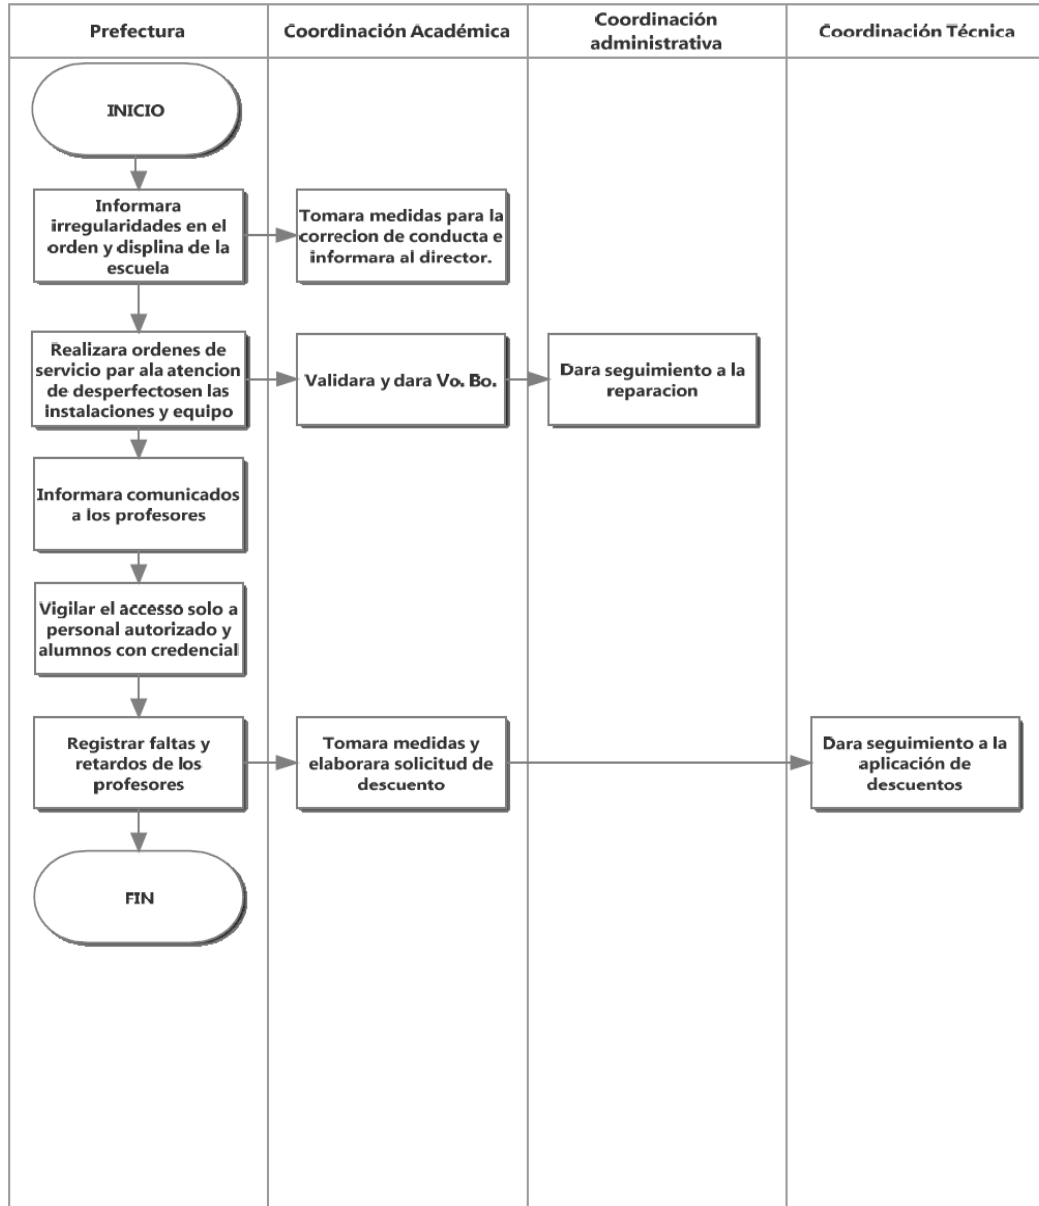 Prefectura
Coordinación Académica
Coordinación
administrativa
Coordinación Técnica
INICIO
Informara
irregularidades en el
orden y displina de la
escuela
Tomara medidas para la
correcion de conducta e
informara al director.
Realizara ordenes de
servicio par ala atencion
de desperfectosen las
instalaciones y equipo
Validara y dara Vo. Bo.
Dara seguimiento a la
reparacion
Informara comunicados
a los profesores
Vigilar el accesso solo a
personal autorizado y
alumnos con credencial
Registrar faltas y
retardos de los
profesores
Tomara medidas y
elaborara solicitud de
descuento
Dara seguimiento a la
aplicación de
descuentos
FIN